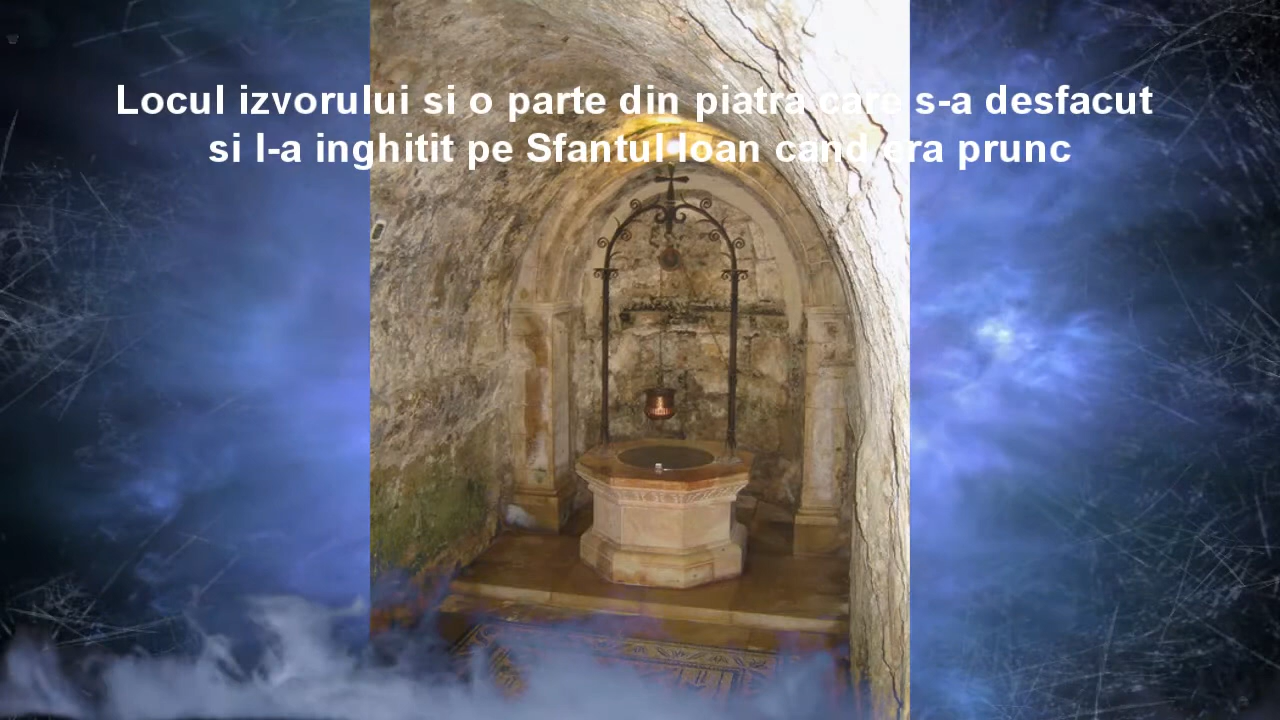 Locul izvorului si o parte din piatra care s-a desfacut
si l-a inghitit pe Sfantul Ioan cand era prunc